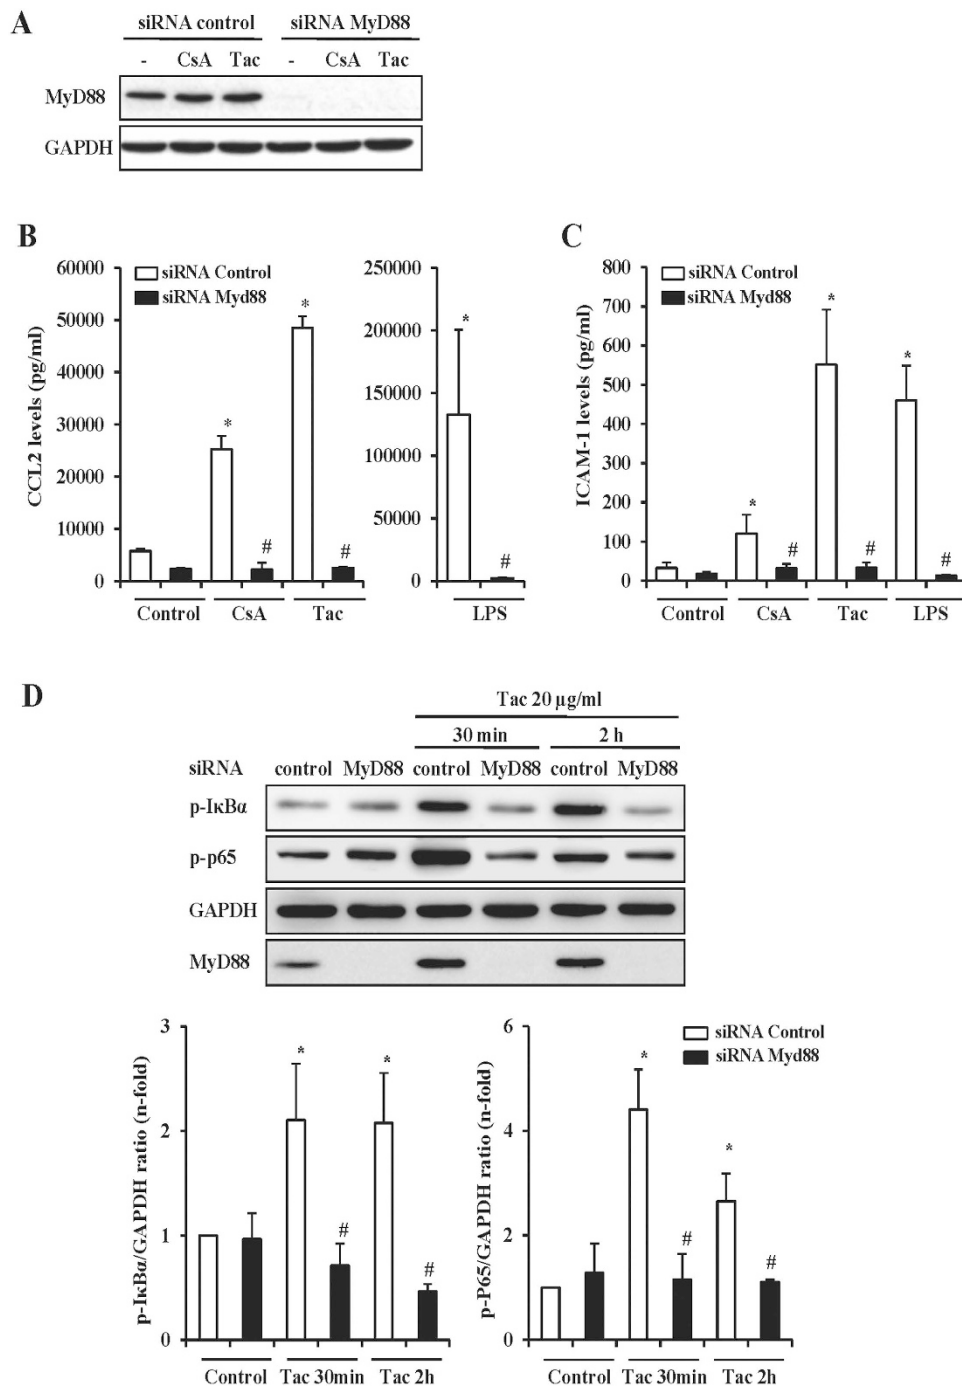 A
siRNA control siRNA MyD88
- CsA Tac - CsA Tac
MyD88
GAPDH
B
60000
50000
40000
30000
20000
10000
0
CCL2 levels (pg/ml)
siRNA Control
siRNA Myd88
* * # #
Control CsA Tac
250000
200000
150000
100000
50000
0
* #
LPS
C
800
700
600
500
400
300
200
100
0
ICAM-1 levels (pg/ml)
siRNA Control
siRNA Myd88
* # * # * #
Control CsA Tac LPS
D
Tac 20 µg/ml
30 min 2 h
siRNA control MyD88 control MyD88 control MyD88
p-IκBα
p-p65
GAPDH
MyD88
3
2
1
0
p-IκBα/GAPDH ratio (n-fold)
* # * #
Control Tac 30min Tac 2h
6
4
2
0
p-P65/GAPDH ratio (n-fold)
siRNA Control
siRNA Myd88
* # * #
Control Tac 30min Tac 2h